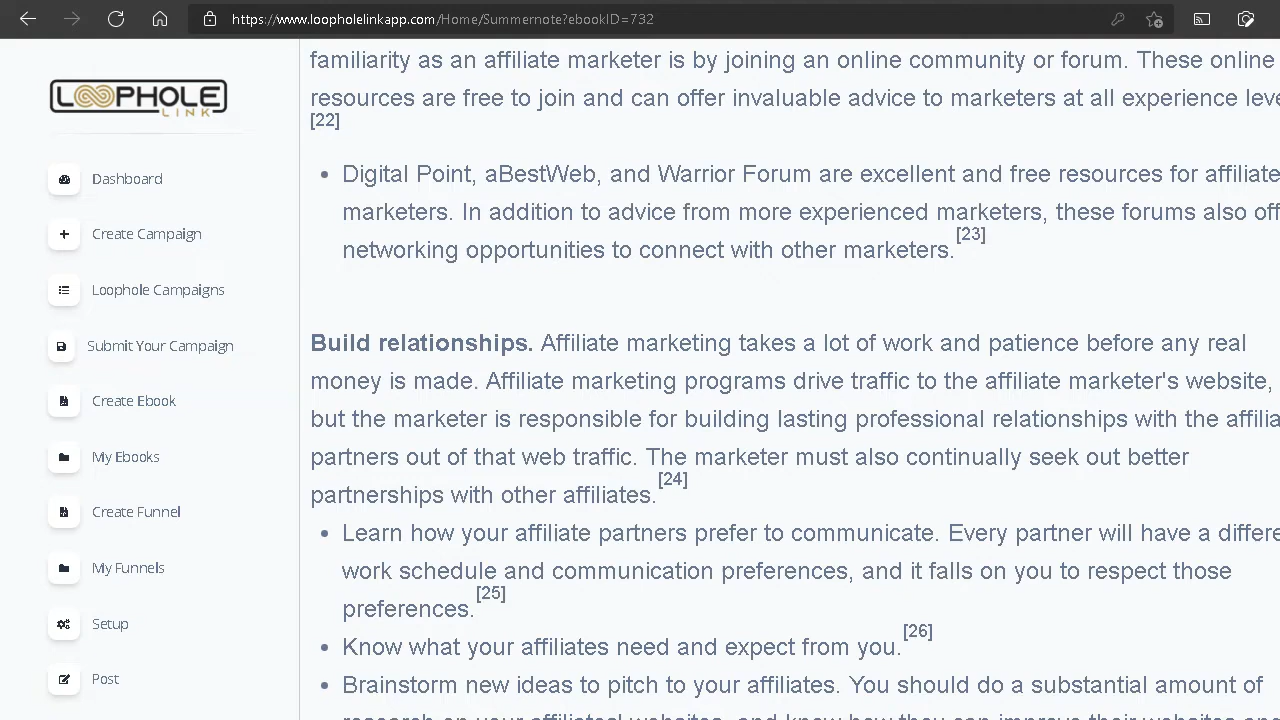 https://www.loopholelinkapp.com/Home/Summernote?ebookID=732
LOOPHOLE
LINK
Dashboard
Create Campaign
Loophole Campaigns
Submit Your Campaign
Create Ebook
My Ebooks
Create Funnel
My Funnels
Setup
Post
familiarity as an affiliate marketer is by joining an online community or forum. These online
resources are free to join and can offer invaluable advice to marketers at all experience leve
[22]
• Digital Point, aBestWeb, and Warrior Forum are excellent and free resources for affiliate
marketers. In addition to advice from more experienced marketers, these forums also off
networking opportunities to connect with other marketers.[23]
Build relationships. Affiliate marketing takes a lot of work and patience before any real
money is made. Affiliate marketing programs drive traffic to the affiliate marketer's website,
but the marketer is responsible for building lasting professional relationships with the affilia
partners out of that web traffic. The marketer must also continually seek out better
partnerships with other affiliates.[24]
• Learn how your affiliate partners prefer to communicate. Every partner will have a differe
work schedule and communication preferences, and it falls on you to respect those
preferences.[25]
• Know what your affiliates need and expect from you.[26]
• Brainstorm new ideas to pitch to your affiliates. You should do a substantial amount of